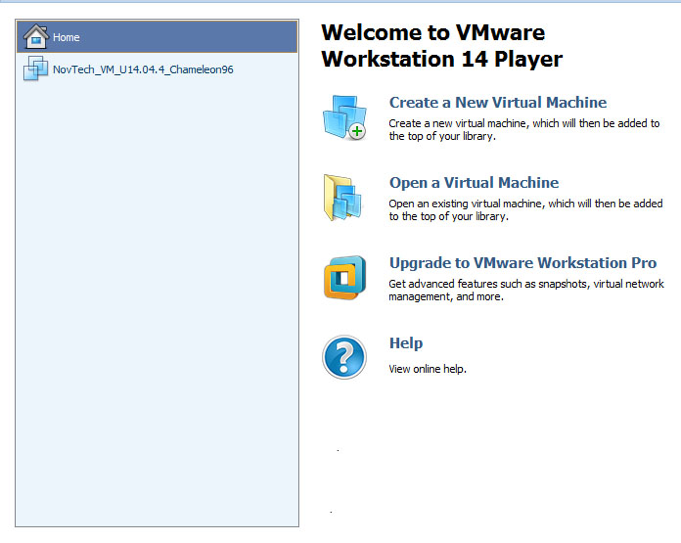 Home
NovTech_VM_U14.04.4_Chameleon96
Welcome to VMware
Workstation 14 Player
Create a New Virtual Machine
Create a new virtual machine, which will then be added to
the top of your library.
Open a Virtual Machine
Open an existing virtual machine, which will then be added
to the top of your library.
Upgrade to VMware Workstation Pro
Get advanced features such as snapshots, virtual network
management, and more.
Help
View online help.